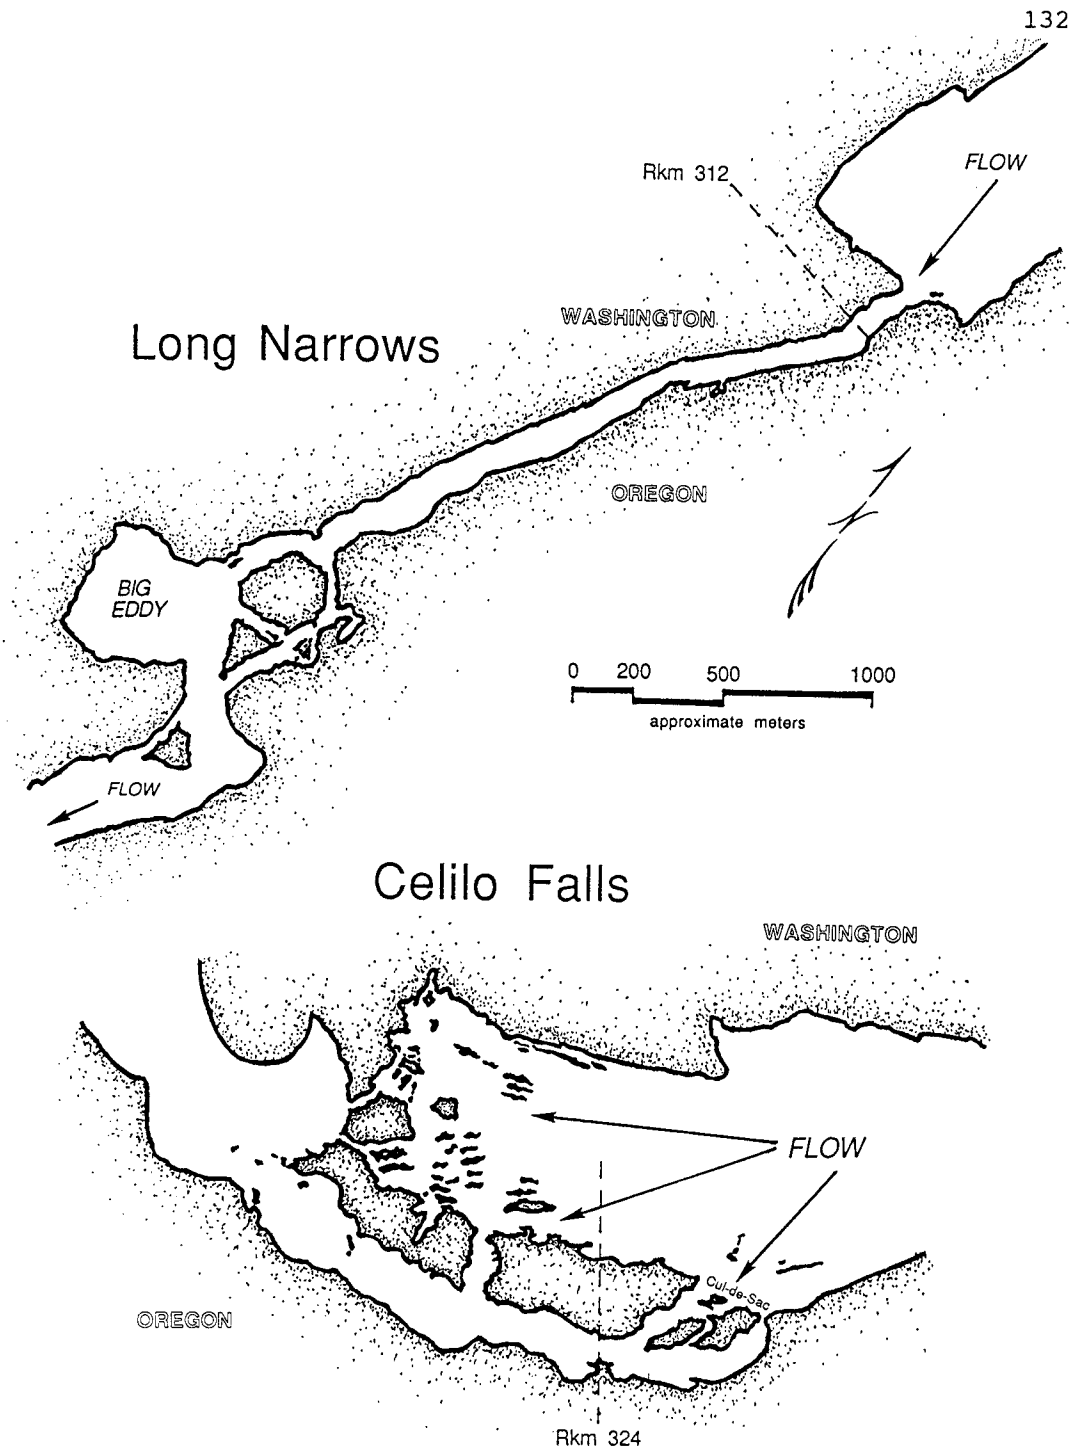 132
Rkm 312
FLOW
WASHINGTON
Long Narrows
OREGON
BIG
EDDY
0 200 500 1000
approximate meters
FLOW
Celilo Falls
WASHINGTON
FLOW
Cul-de-Sac
OREGON
Rkm 324